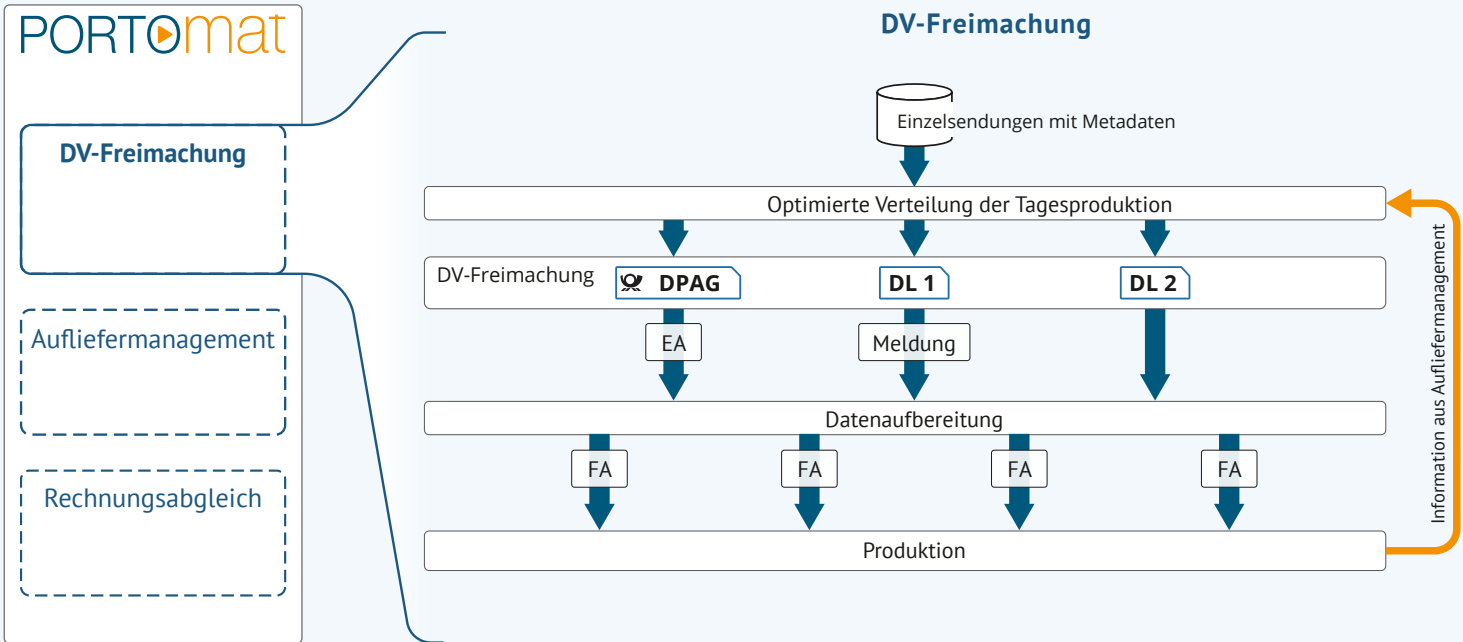 PORTOmat
DV-Freimachung
Aufliefermanagement
Rechnungsabgleich
DV-Freimachung
Einzelsendungen mit Metadaten
Optimierte Verteilung der Tagesproduktion
DV-Freimachung
DPAG
DL 1
DL 2
EA
Meldung
Datenaufbereitung
FA
FA
FA
FA
Produktion
Information aus Aufliefermanagement